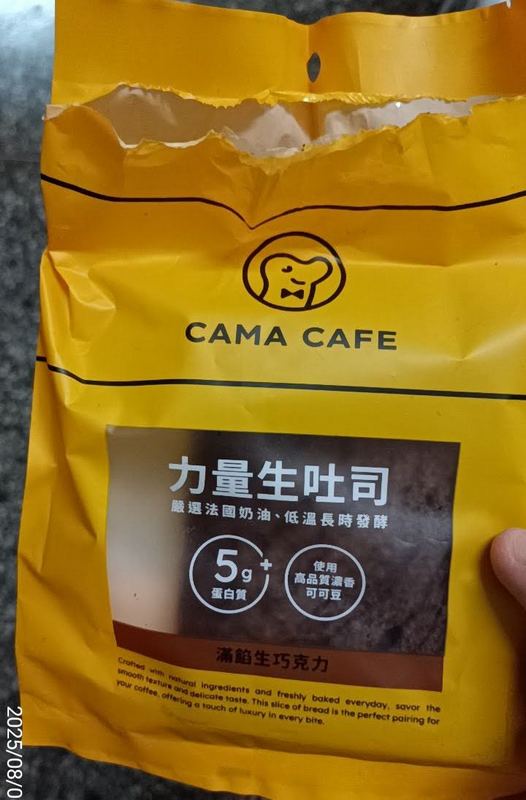 CAMA CAFE
力量生吐司
嚴選法國奶油、低溫長時發酵
5g+
蛋白質
使用
高品質濃香
可可豆
滿餡生巧克力
Crafted with natural ingredients and freshly baked everyday, savor the
smooth texture and delicate taste. This slice of bread is the perfect pairing for
your coffee, offering a touch of luxury in every bite.
2025/08/0